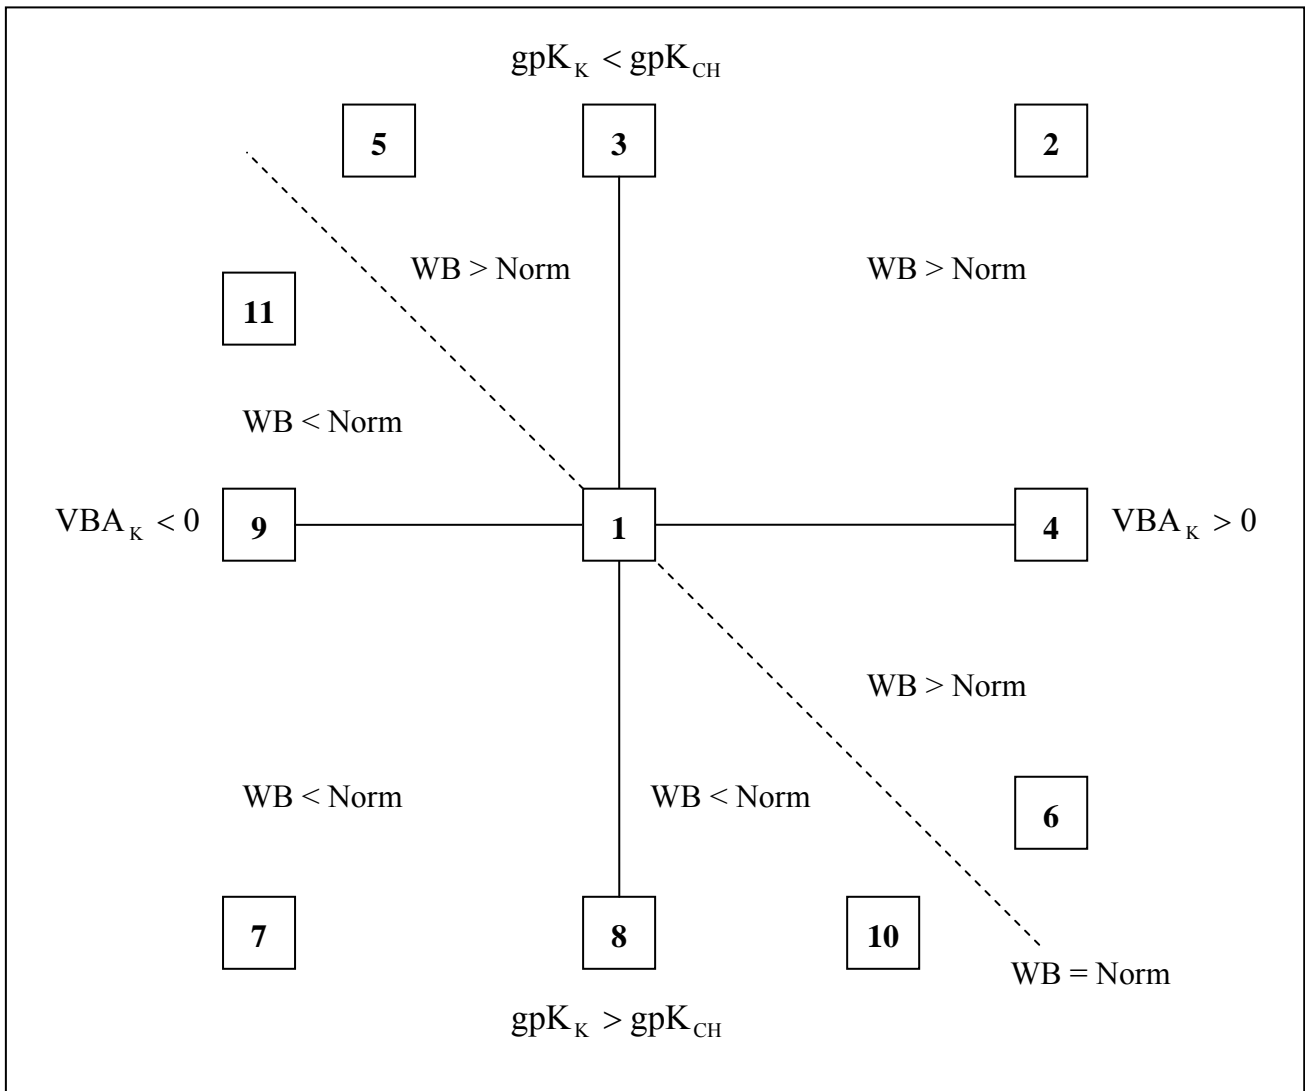 gpK_K < gpK_CH
5 3 2
WB > Norm WB > Norm
11
WB < Norm
VBA_K < 0 9 1 4 VBA_K > 0
WB > Norm
WB < Norm WB < Norm
6
7 8 10
WB = Norm
gpK_K > gpK_CH